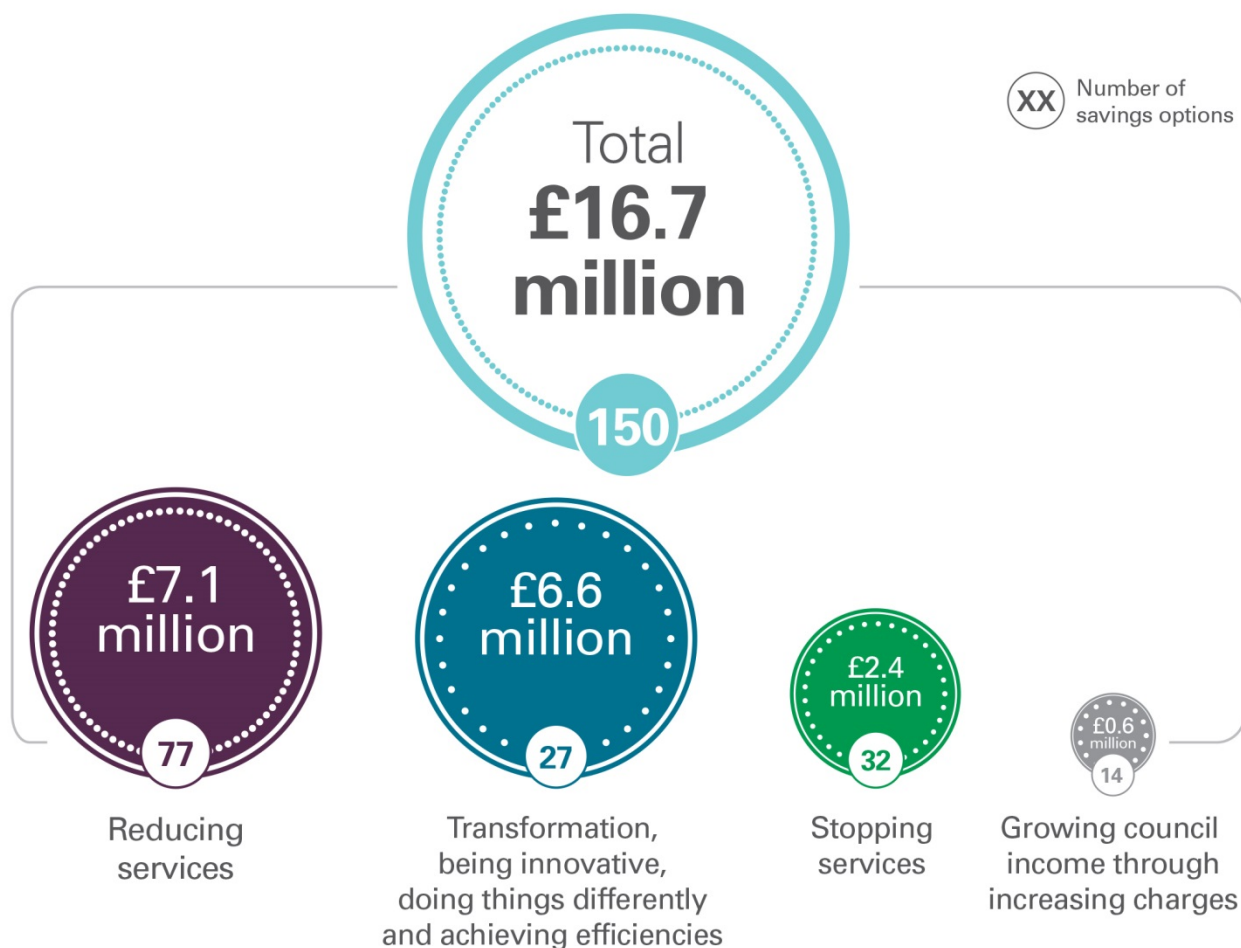 Total
£16.7
million
150
XX
Number of
savings options
£7.1
million
77
Reducing
services
£6.6
million
27
Transformation,
being innovative,
doing things differently
and achieving efficiencies
£2.4
million
32
Stopping
services
£0.6
million
14
Growing council
income through
increasing charges